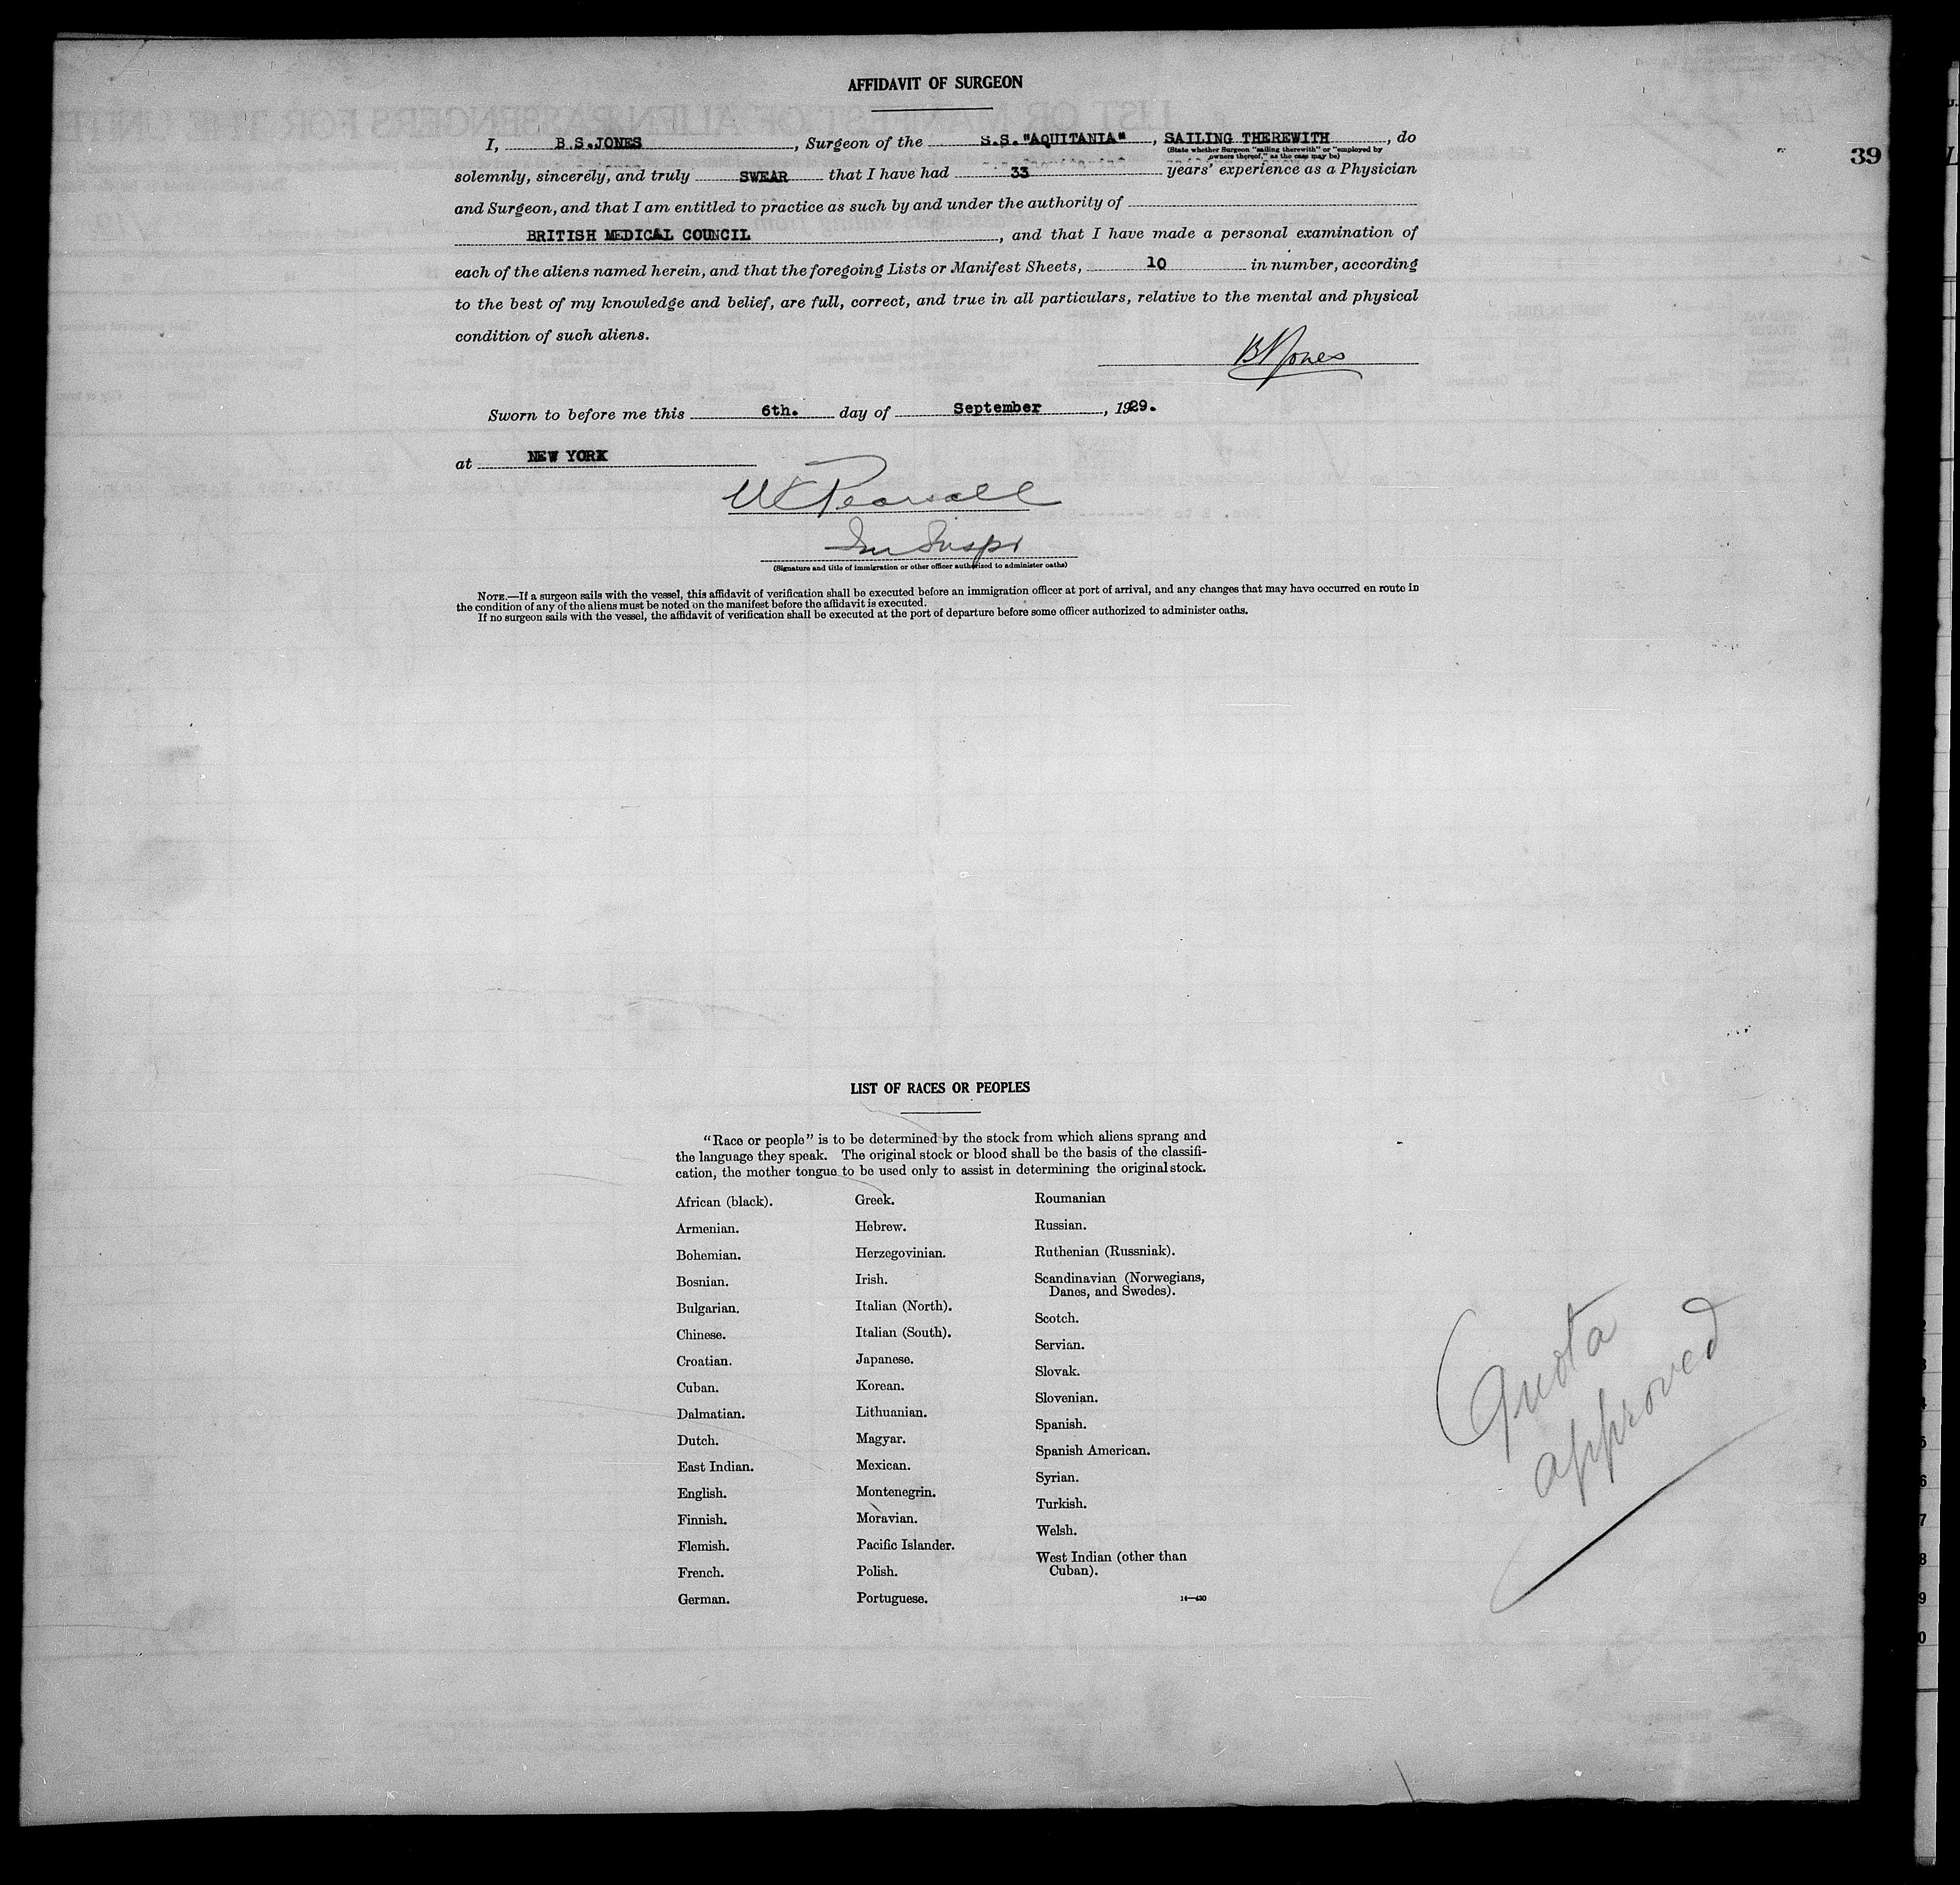 AFFIDAVIT OF SURGEON
I, B.S.JONES, Surgeon of the S.S."AQUITANIA", SAILING THEREWITH, do
(State whether Surgeon "sailing therewith" or "employed by
owners thereof," as the case may be)
39
solemnly, sincerely, and truly SWEAR that I have had 33 years' experience as a Physician
and Surgeon, and that I am entitled to practice as such by and under the authority of
BRITISH MEDICAL COUNCIL, and that I have made a personal examination of
each of the aliens named herein, and that the foregoing Lists or Manifest Sheets, 10 in number, according
to the best of my knowledge and belief, are full, correct, and true in all particulars, relative to the mental and physical
condition of such aliens.
BSJones
Sworn to before me this 6th. day of September, 1929.
at NEW YORK
Pearsall
Im Inspr
(Signature and title of immigration or other officer authorized to administer oaths)
NOTE.—If a surgeon sails with the vessel, this affidavit of verification shall be executed before an immigration officer at port of arrival, and any changes that may have occurred en route in
the condition of any of the aliens must be noted on the manifest before the affidavit is executed.
If no surgeon sails with the vessel, the affidavit of verification shall be executed at the port of departure before some officer authorized to administer oaths.
LIST OF RACES OR PEOPLES
"Race or people" is to be determined by the stock from which aliens sprang and
the language they speak. The original stock or blood shall be the basis of the classifi-
cation, the mother tongue to be used only to assist in determining the original stock.
African (black).
Armenian.
Bohemian.
Bosnian.
Bulgarian.
Chinese.
Croatian.
Cuban.
Dalmatian.
Dutch.
East Indian.
English.
Finnish.
Flemish.
French.
German.
Greek.
Hebrew.
Herzegovinian.
Irish.
Italian (North).
Italian (South).
Japanese.
Korean.
Lithuanian.
Magyar.
Mexican.
Montenegrin.
Moravian.
Pacific Islander.
Polish.
Portuguese.
Roumanian
Russian.
Ruthenian (Russniak).
Scandinavian (Norwegians,
Danes, and Swedes).
Scotch.
Servian.
Slovak.
Slovenian.
Spanish.
Spanish American.
Syrian.
Turkish.
Welsh.
West Indian (other than
Cuban).
14—430
Quota
approved